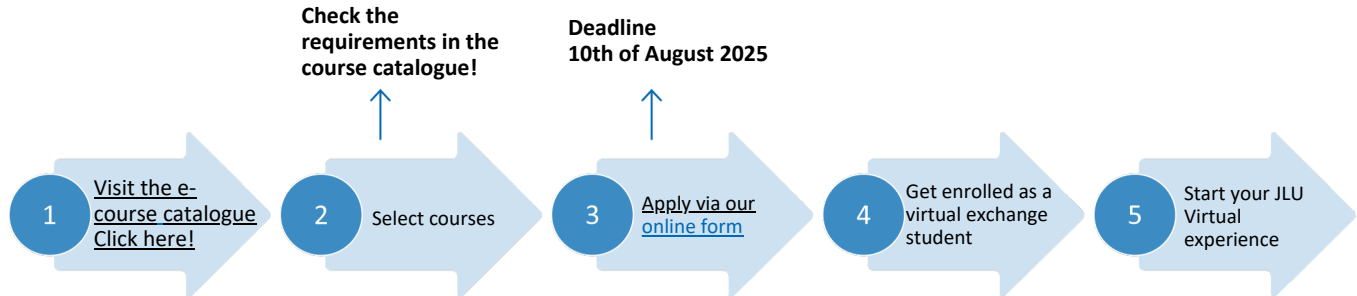 Check the
requirements in the
course catalogue!
Deadline
10th of August 2025
1
Visit the e-
course catalogue
Click here!
2
Select courses
3
Apply via our
online form
4
Get enrolled as a
virtual exchange
student
5
Start your JLU
Virtual
experience